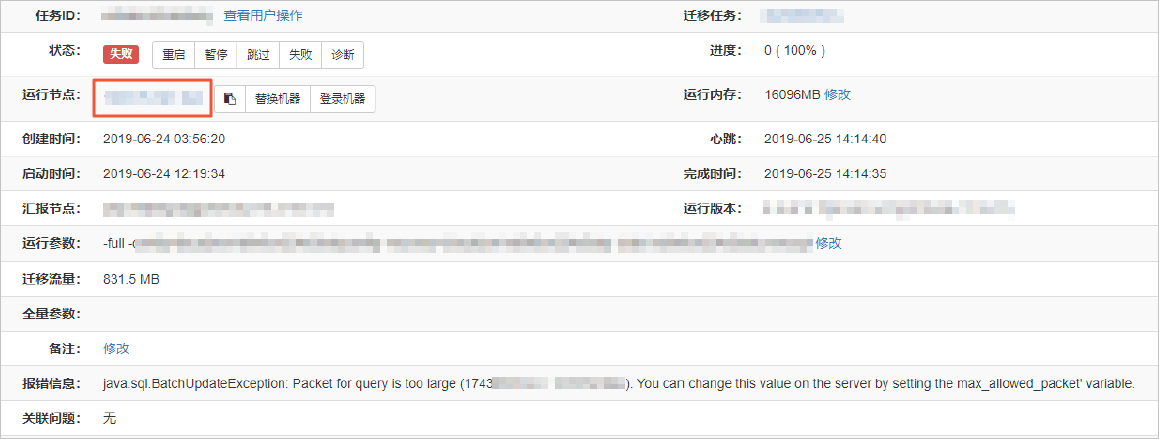 任务ID： 查看用户操作 迁移任务：
状态： 失败 重启 暂停 跳过 失败 诊断 进度： 0 ( 100% )
运行节点： 替换机器 登录机器 运行内存： 16096MB 修改
创建时间： 2019-06-24 03:56:20 心跳： 2019-06-25 14:14:40
启动时间： 2019-06-24 12:19:34 完成时间： 2019-06-25 14:14:35
汇报节点： 运行版本：
运行参数： -full 修改
迁移流量： 831.5 MB
全量参数：
备注： 修改
报错信息： java.sql.BatchUpdateException: Packet for query is too large (1743 ). You can change this value on the server by setting the max_allowed_packet' variable.
关联问题： 无